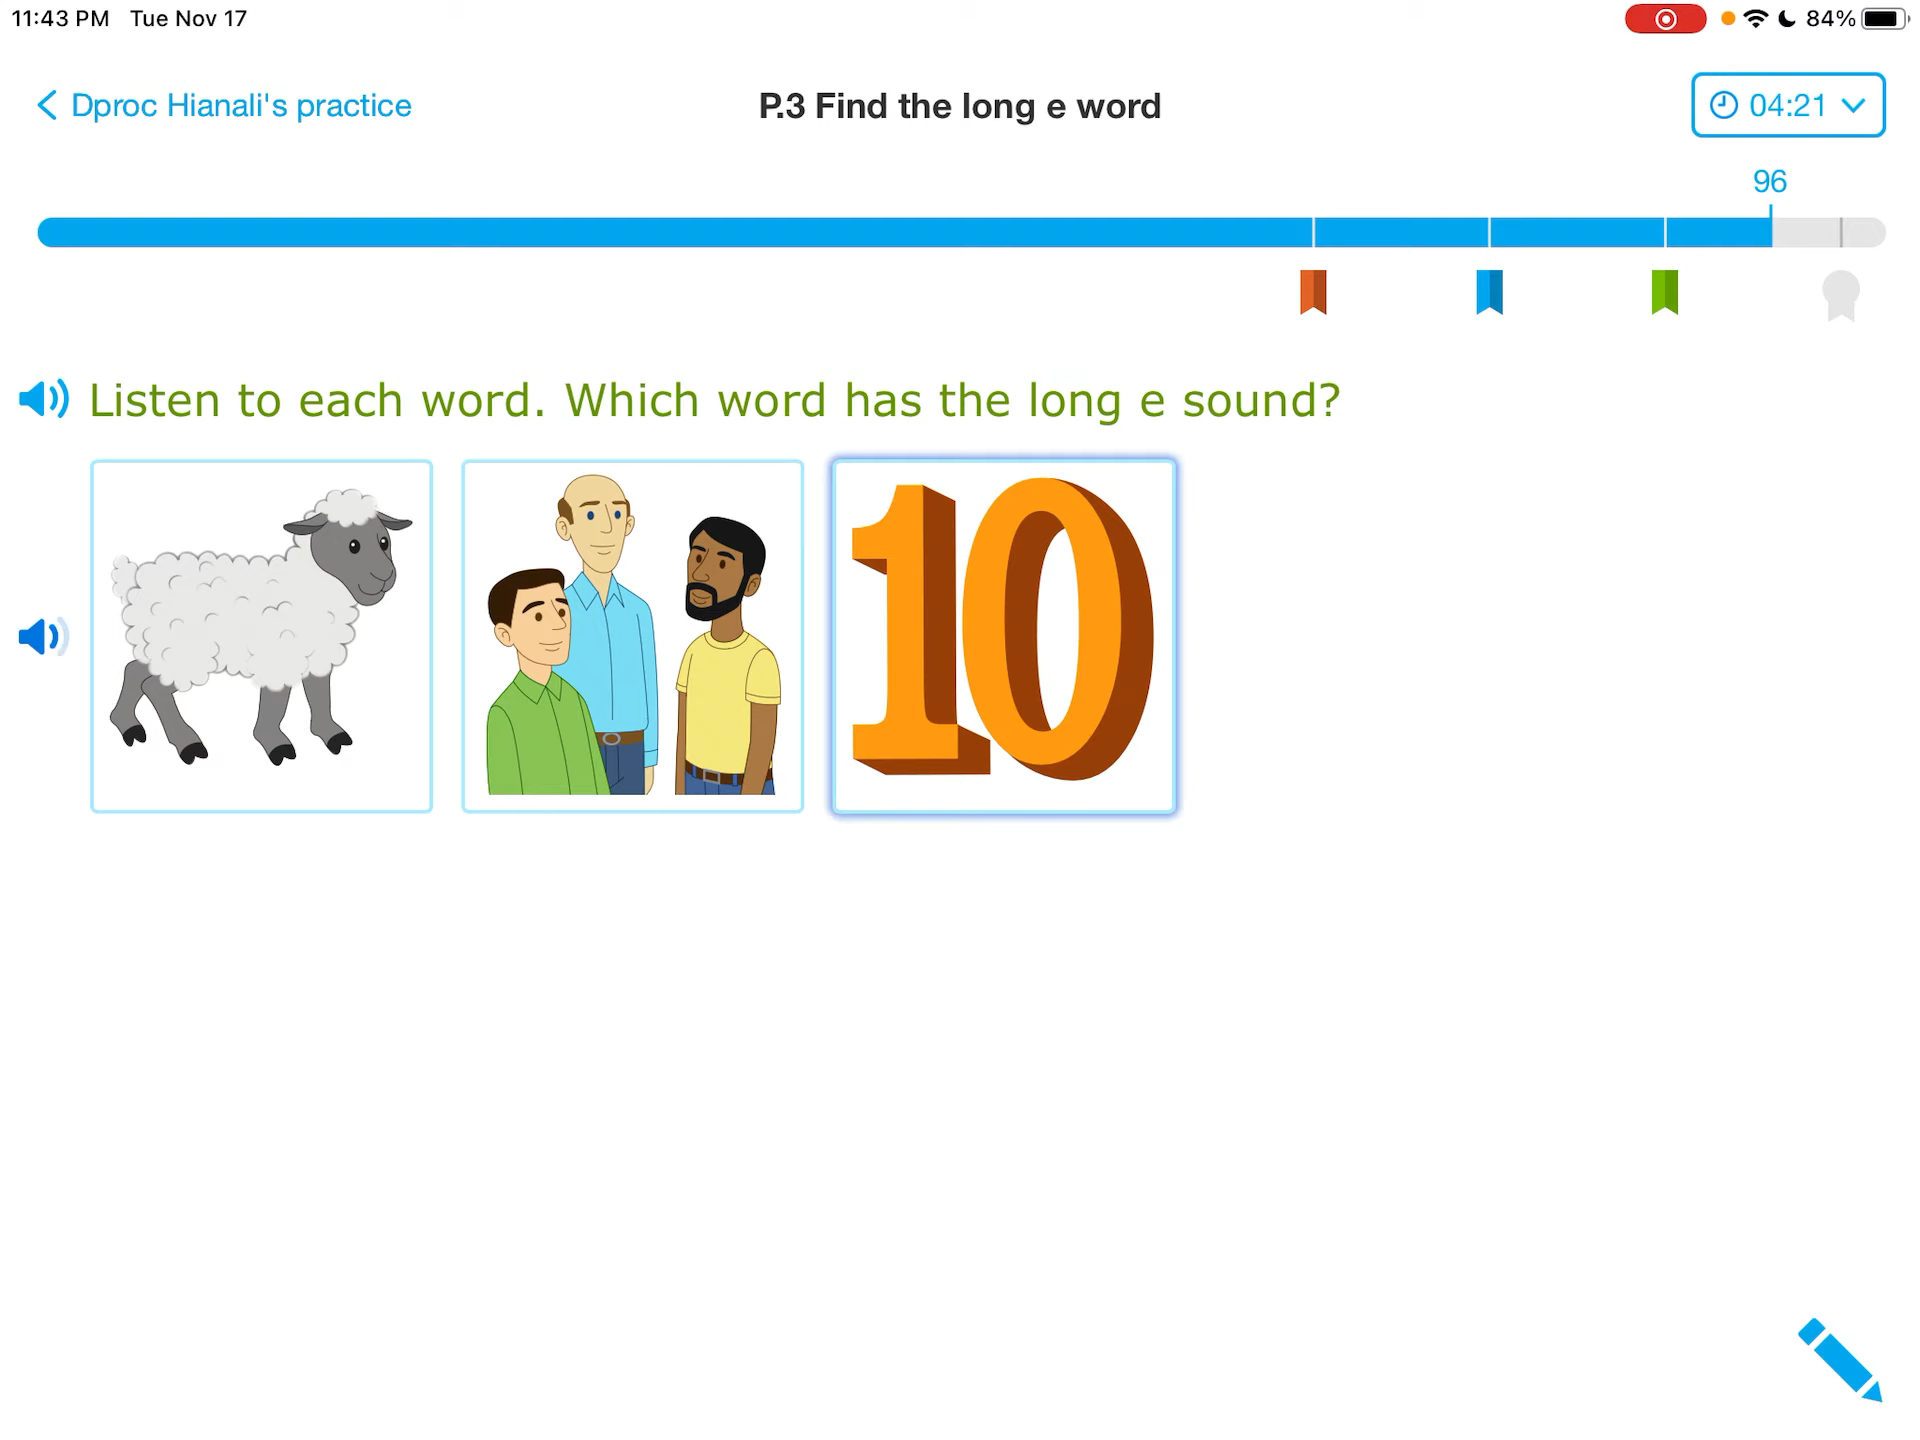 11:43 PM Tue Nov 17
84%
Dproc Hianali's practice
P.3 Find the long e word
04:21
96
Listen to each word. Which word has the long e sound?
10